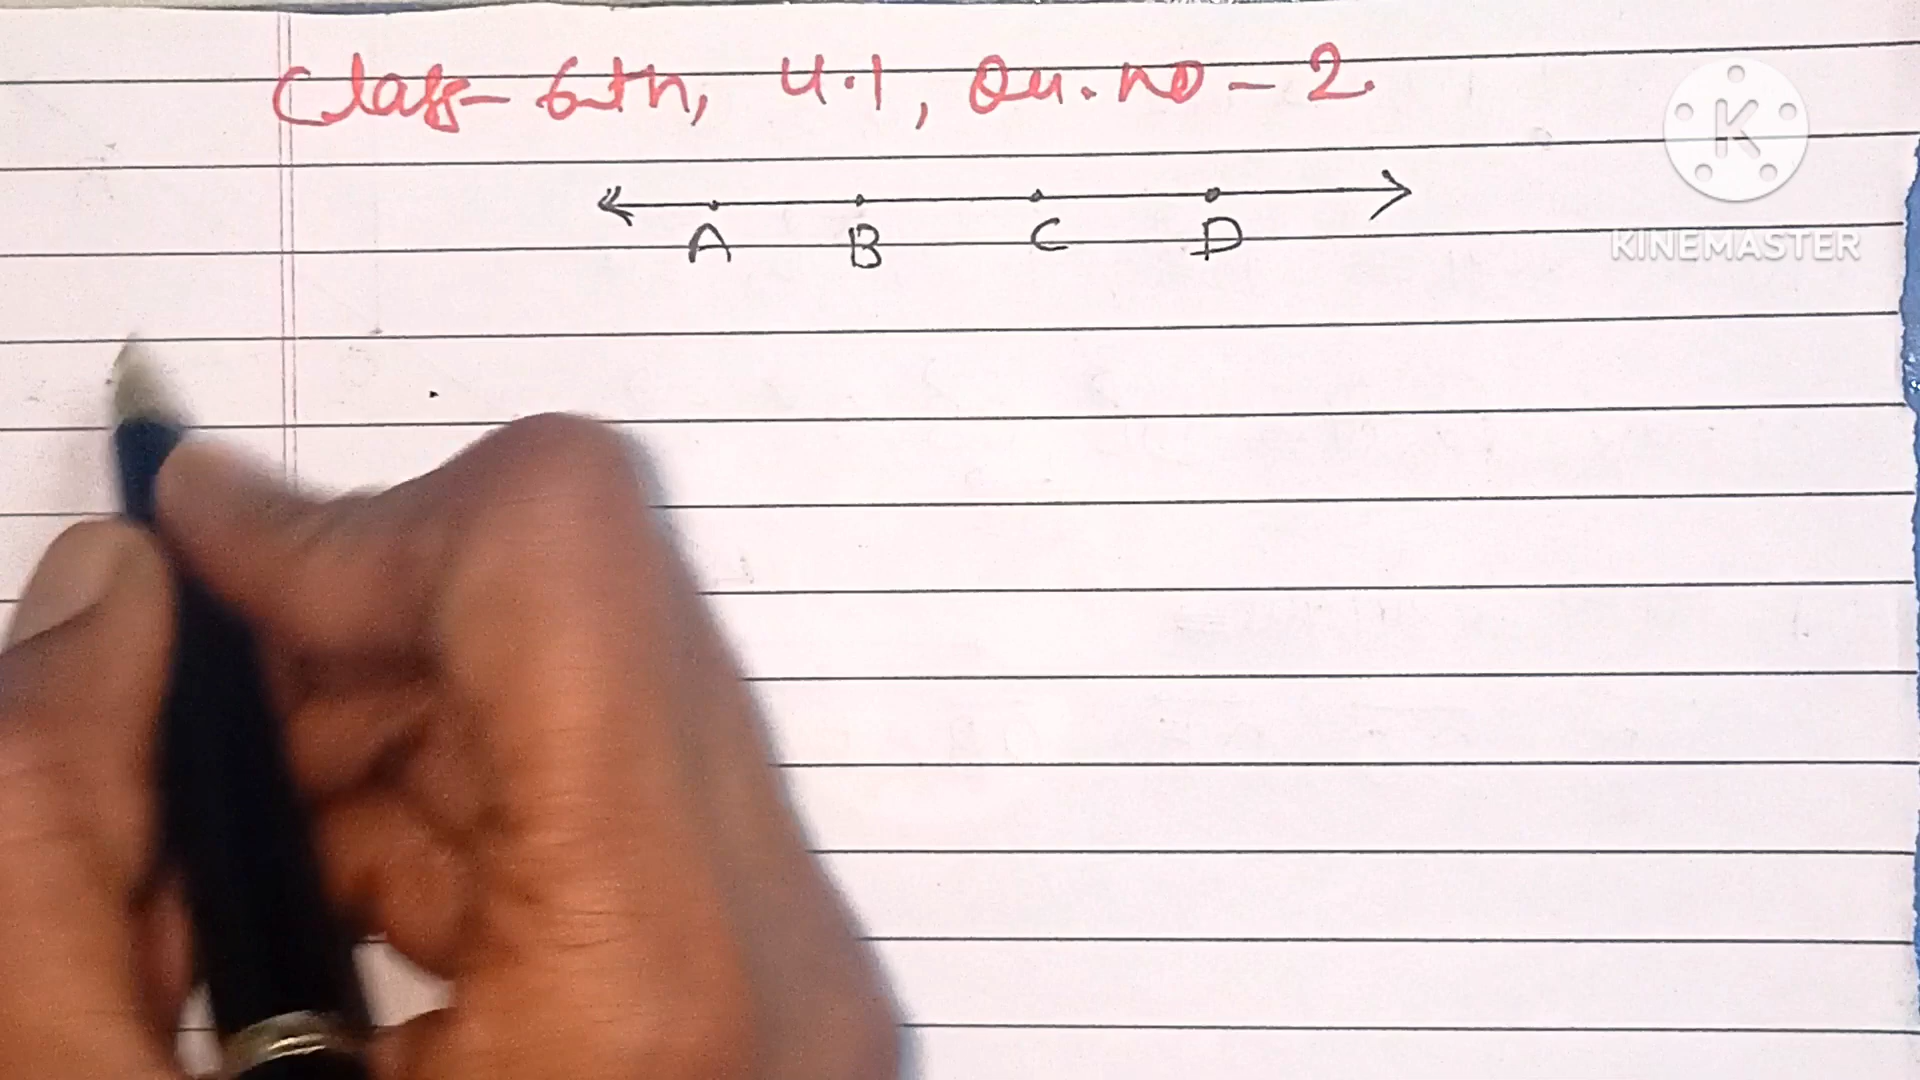 Class - 6th, 4.1, Qu. no - 2.
A B C D
K
KINEMASTER